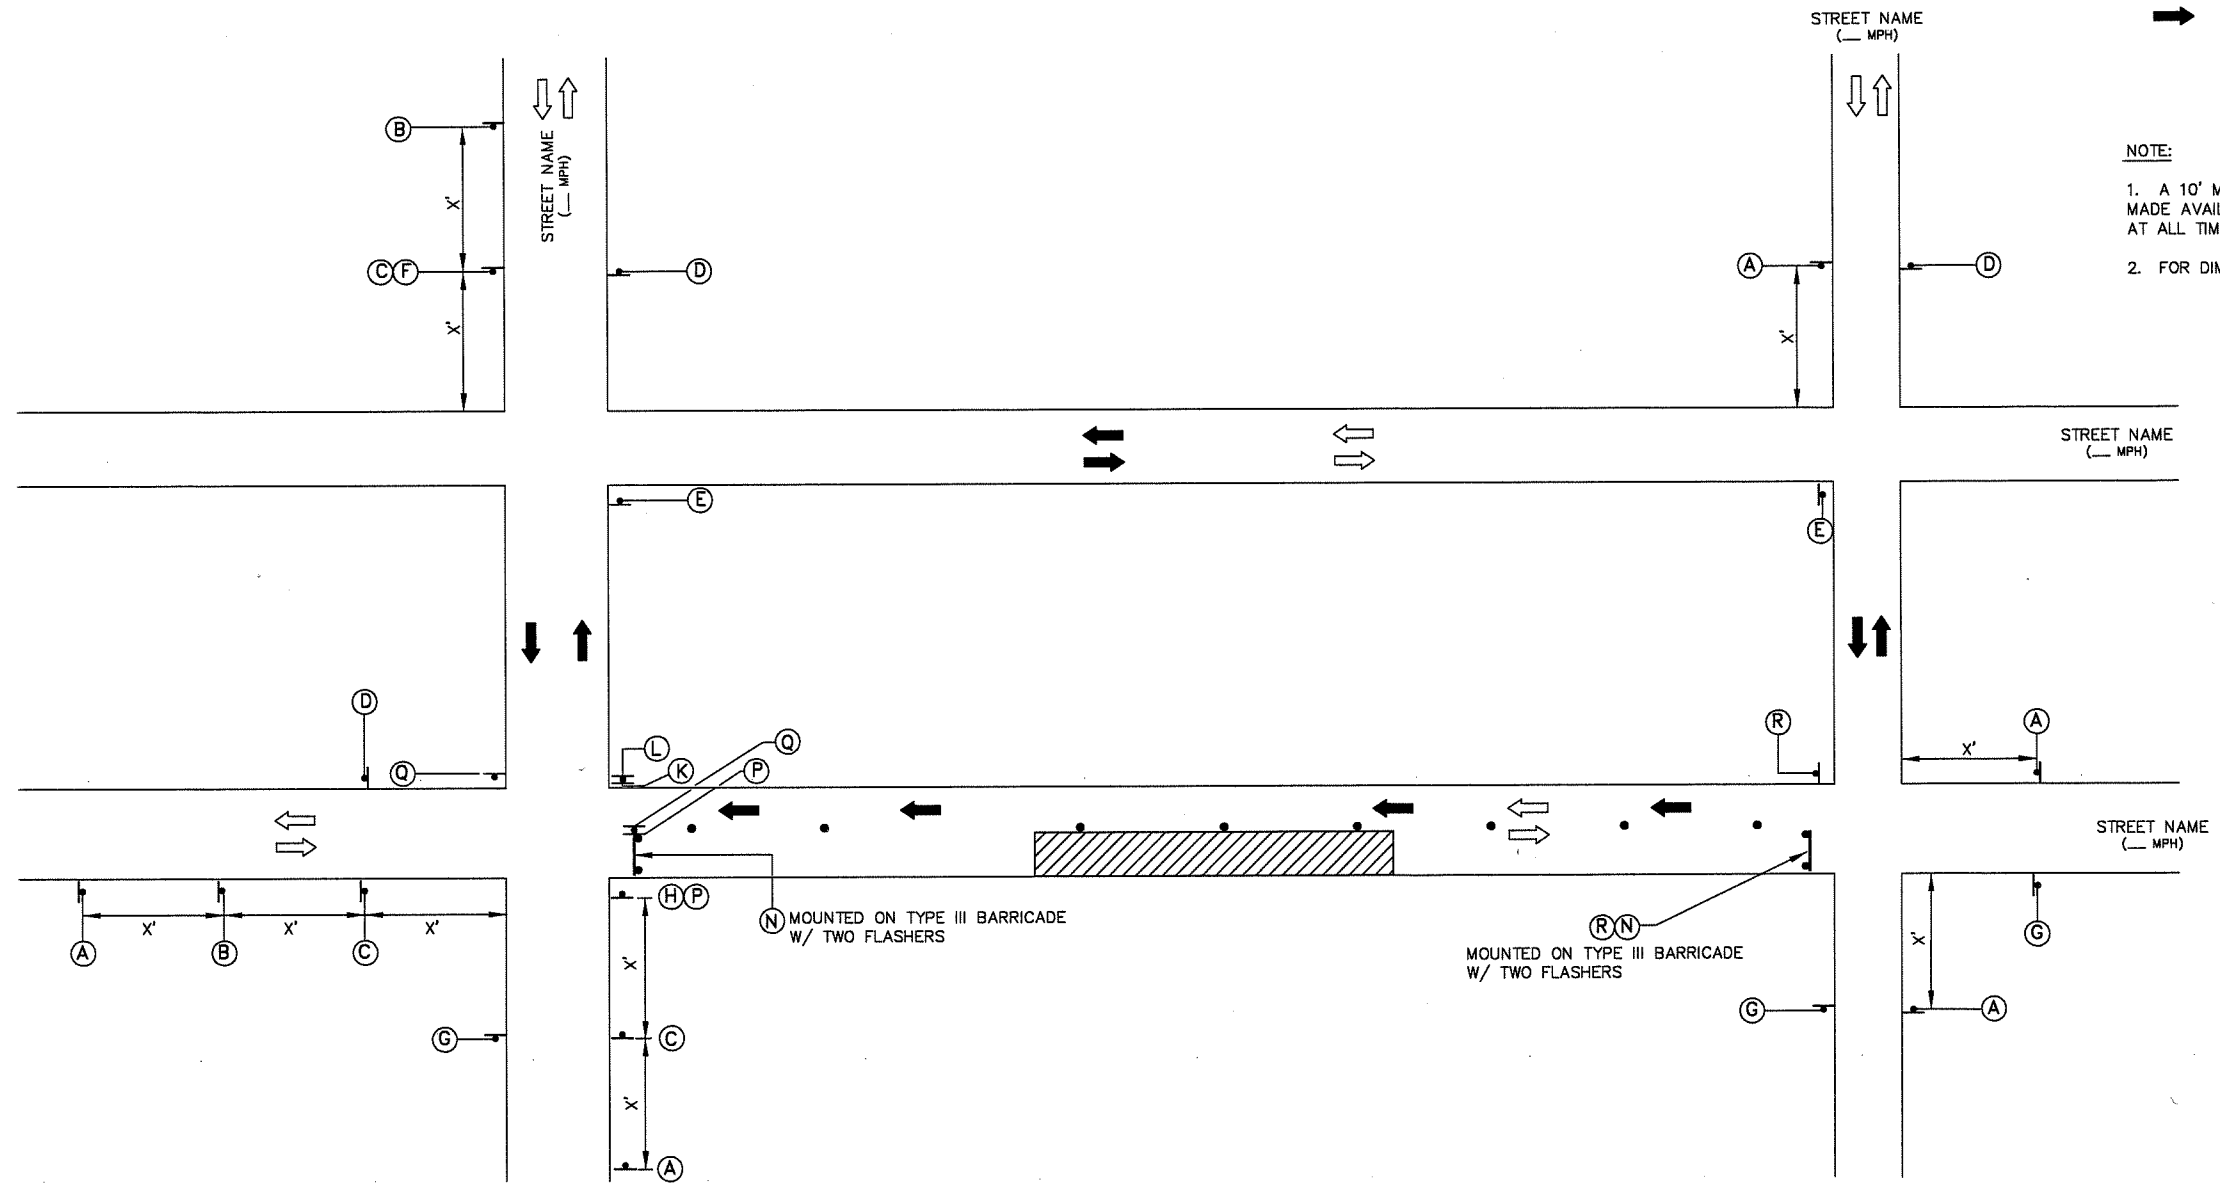 STREET NAME
(__ MPH)
STREET NAME
(__ MPH)
B
X'
NOTE:
1. A 10' M
MADE AVAIL
AT ALL TIM
2. FOR DIM
C F
D
A
D
X'
X'
STREET NAME
(__ MPH)
E
E
D
L
Q
R
A
Q
K
P
X'
STREET NAME
(__ MPH)
H P
N MOUNTED ON TYPE III BARRICADE
W/ TWO FLASHERS
R N
MOUNTED ON TYPE III BARRICADE
W/ TWO FLASHERS
X'
X'
X'
A
B
C
X'
G
X'
G
C
G
A
X'
A